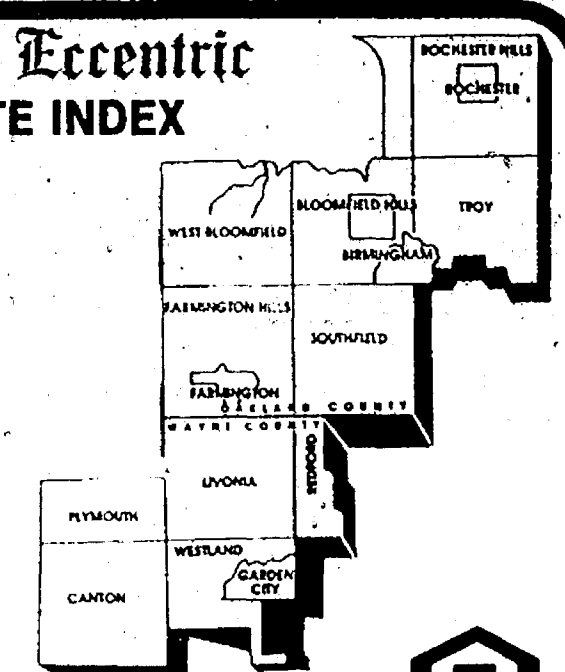 Eccentric
TE INDEX
ROCHESTER HILLS
ROCHESTER
WEST BLOOMFIELD
BLOOMFIELD HILLS
TROY
BIRMINGHAM
FARMINGTON HILLS
SOUTHFIELD
FARMINGTON
OAKLAND COUNTY
WAYNE COUNTY
LIVONIA
REDFORD
PLYMOUTH
WESTLAND
GARDEN
CITY
CANTON